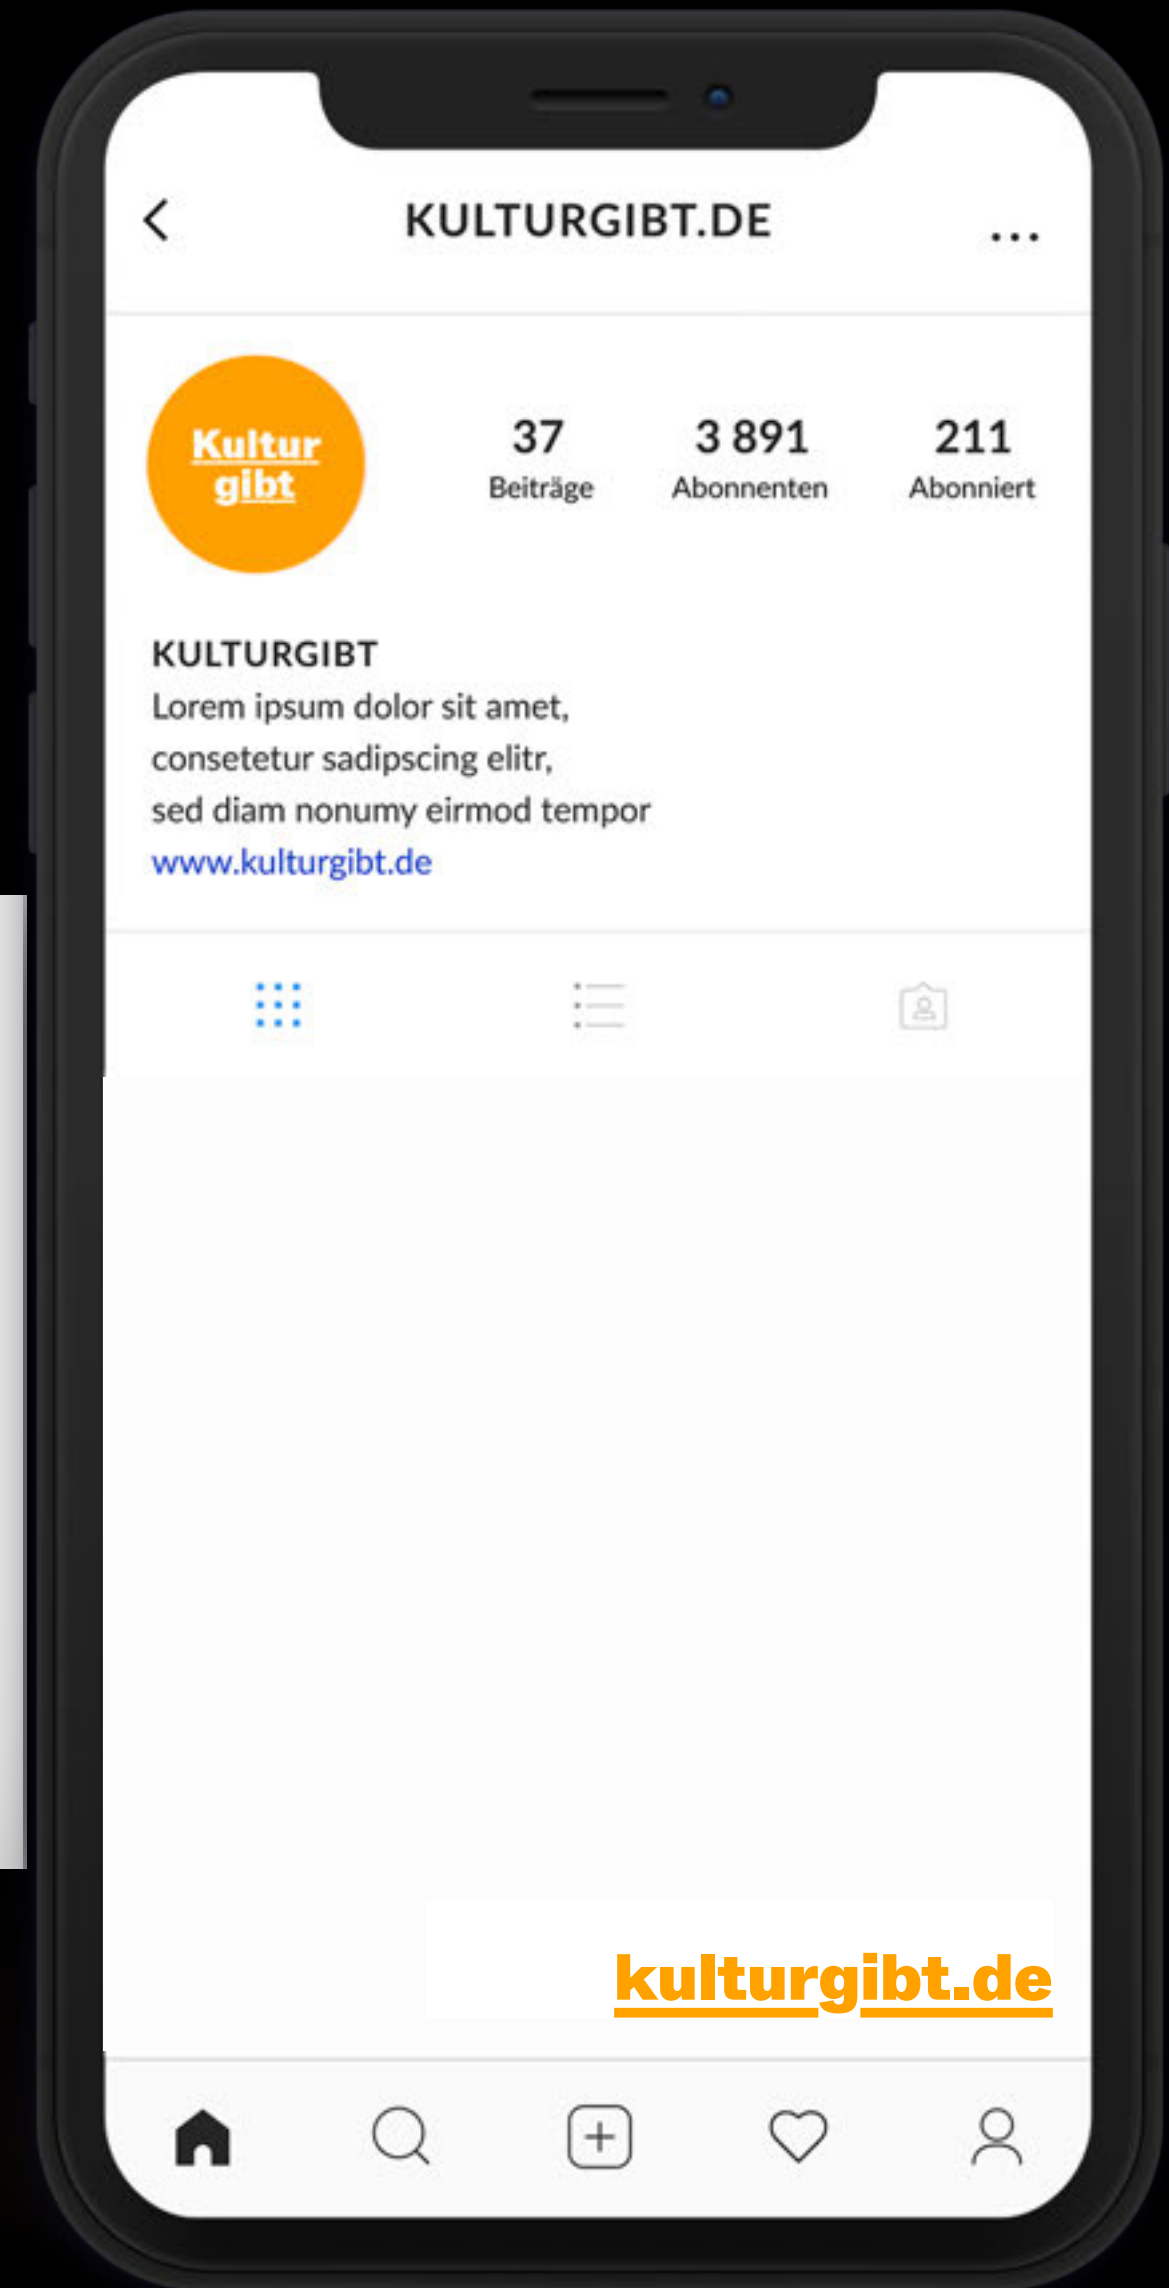 KULTURGIBT.DE
...
Kultur
gibt
37
3 891
211
Beiträge
Abonnenten
Abonniert
KULTURGIBT
Lorem ipsum dolor sit amet,
consetetur sadipscing elitr,
sed diam nonumy eirmod tempor
www.kulturgibt.de
kulturgibt.de